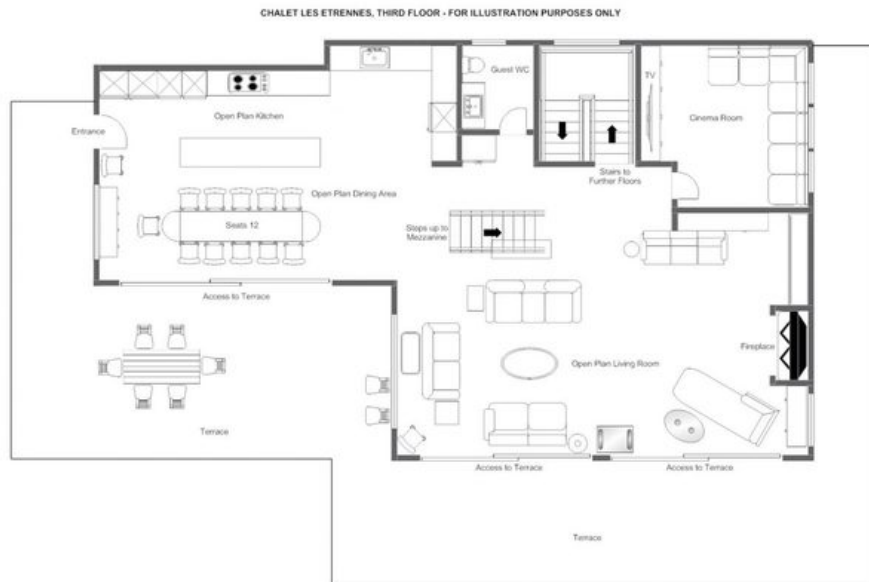 CHALET LES ETRENNES, THIRD FLOOR - FOR ILLUSTRATION PURPOSES ONLY
Guest WC
TV
Open Plan Kitchen
Cinema Room
Entrance
Stairs to
Further Floors
Open Plan Dining Area
Seats 12
Steps up to
Mezzanine
Access to Terrace
Fireplace
Open Plan Living Room
Terrace
Access to Terrace
Access to Terrace
Terrace